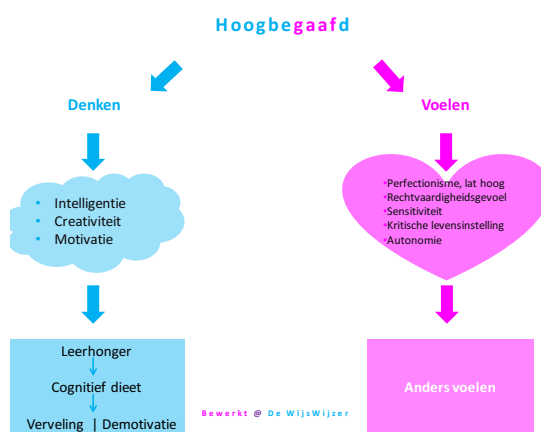 Hoogbegaafd
Denken
Voelen
• Intelligentie
• Creativiteit
• Motivatie
•Perfectionisme, lat hoog
•Rechtvaardigheidsgevoel
•Sensitiviteit
•Kritische levensinstelling
•Autonomie
Leerhonger
Cognitief dieet
Verveling | Demotivatie
Anders voelen
Bewerkt @ De WijsWijzer